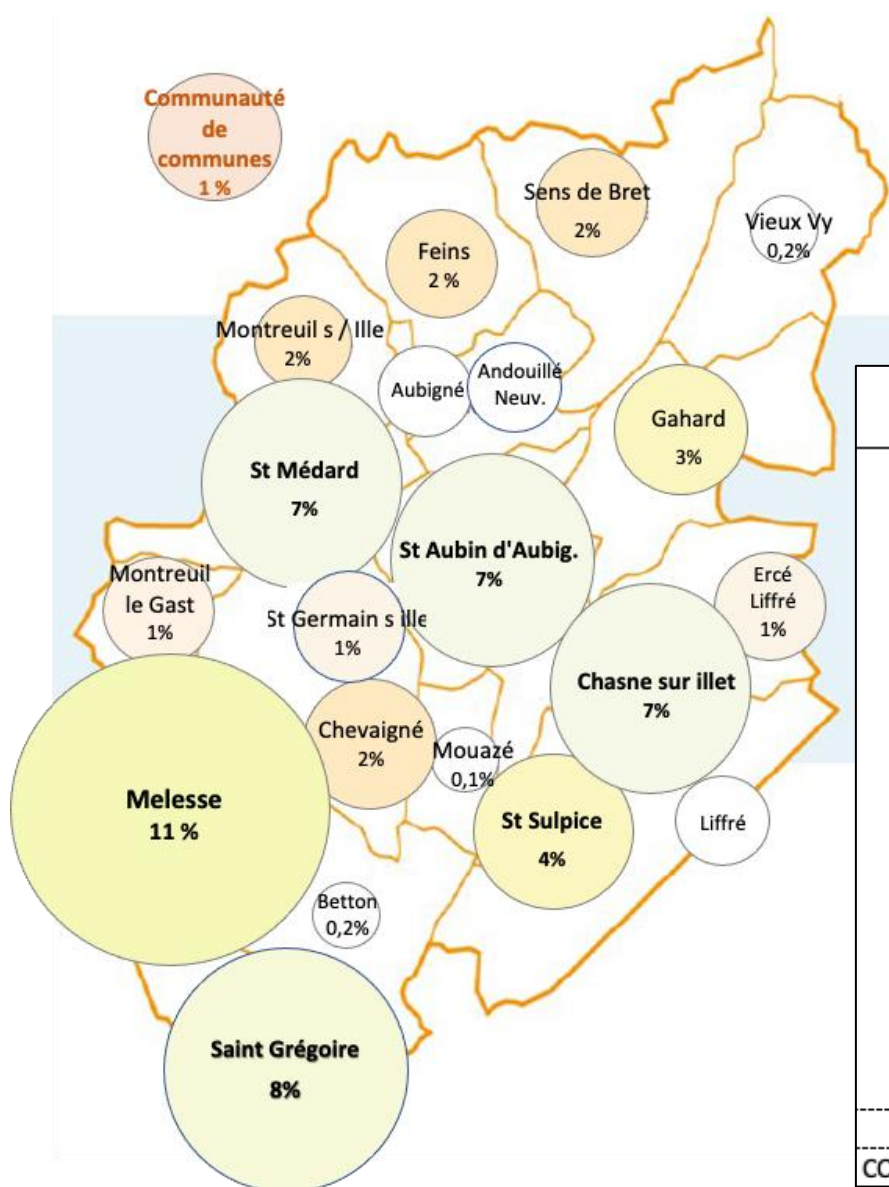 Communauté
de
communes
1 %
Sens de Bret
2%
Vieux Vy
0,2%
Feins
2 %
Montreuil s / Ille
2%
Aubigné
Andouillé
Neuv.
Gahard
3%
St Médard
7%
St Aubin d'Aubig.
7%
Montreuil
le Gast
1%
St Germain s ille
1%
Ercé
Liffré
1%
Chasne sur illet
7%
Chevaigné
2%
Mouazé
0,1%
Melesse
11 %
St Sulpice
4%
Liffré
Betton
0,2%
Saint Grégoire
8%
CO